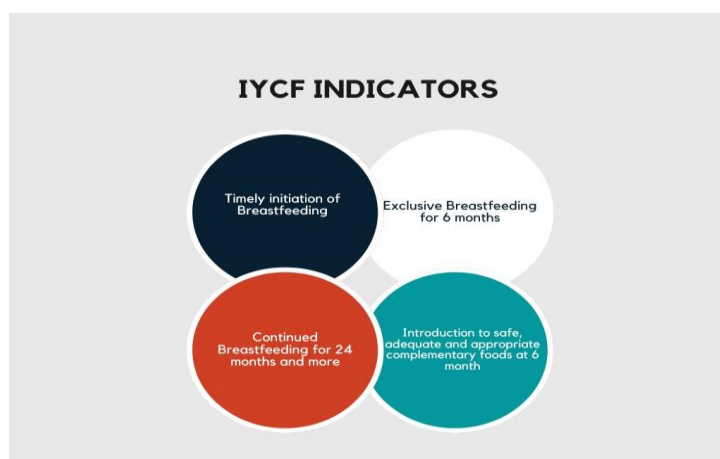 IYCF INDICATORS
Timely initiation of
Breastfeeding
Exclusive Breastfeeding
for 6 months
Continued
Breastfeeding for 24
months and more
Introduction to safe,
adequate and appropriate
complementary foods at 6
month